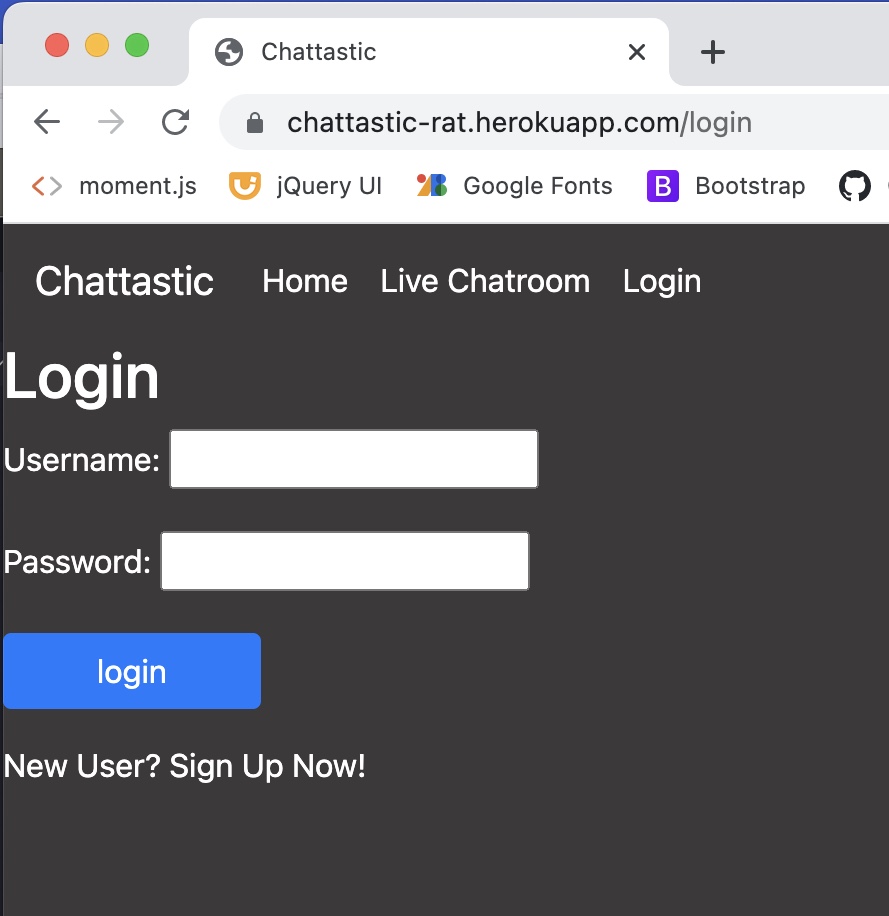 Chattastic
chattastic-rat.herokuapp.com/login
moment.js jQuery UI Google Fonts B Bootstrap
Chattastic Home Live Chatroom Login
Login
Username:
Password:
login
New User? Sign Up Now!